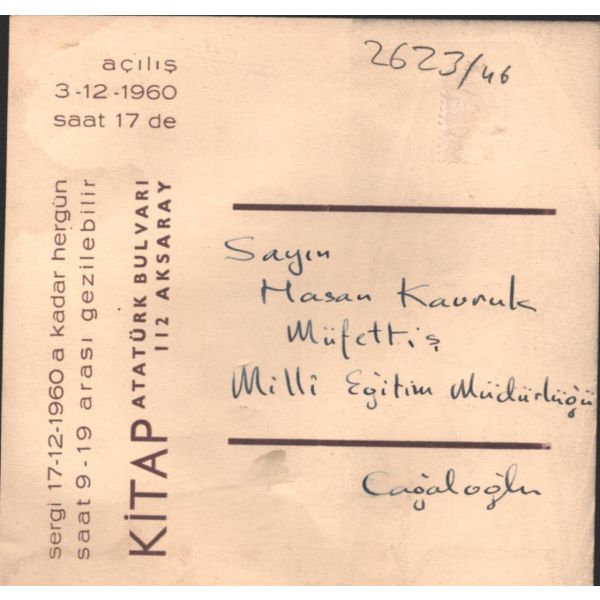 açılış
3-12-1960
saat 17 de
2623/46
sergi 17-12-1960 a kadar hergün
saat 9-19 arası gezilebilir
KİTAP
ATATÜRK BULVARI
112 AKSARAY
Sayın
Hasan Kavruk
Müfettiş
Millî Eğitim Müdürlüğü
Cağaloğlu